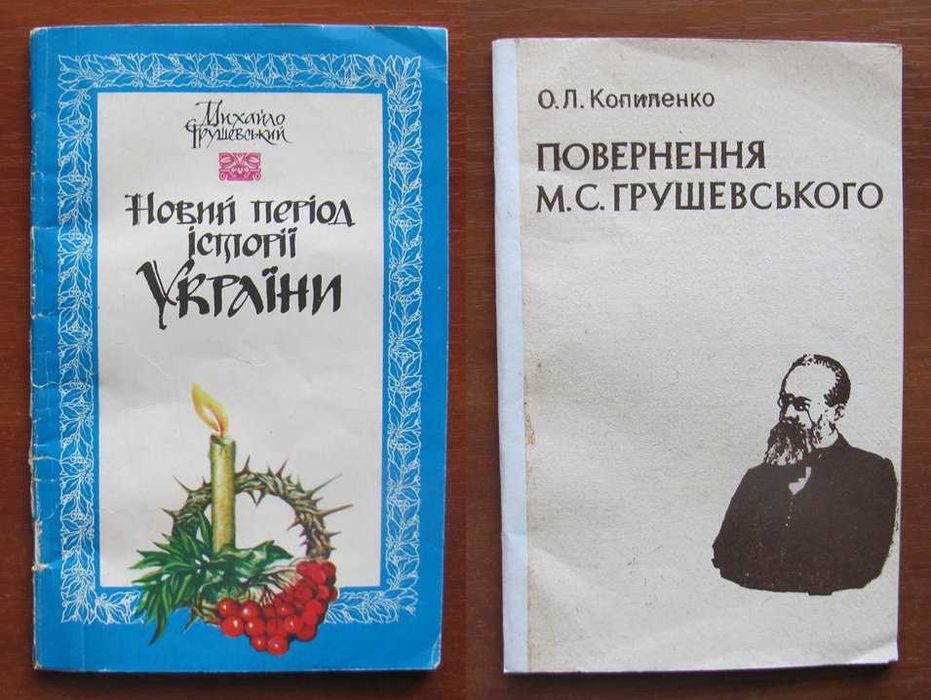 Михайло
Грушевський
Новий період
історії
України
О.Л. Копиленко
ПОВЕРНЕННЯ
М.С. ГРУШЕВСЬКОГО